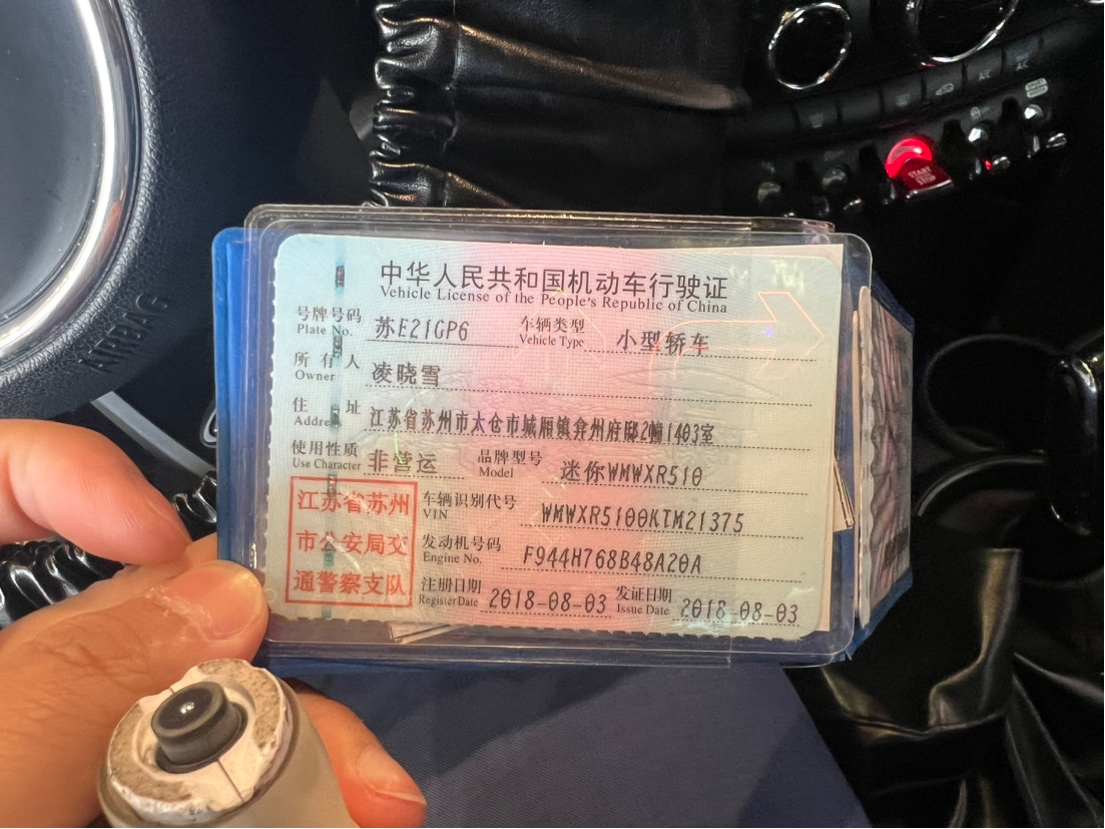 中华人民共和国机动车行驶证
Vehicle License of the People's Republic of China
号牌号码 苏E21GP6 车辆类型 小型轿车
Plate No. Vehicle Type
所有人 凌晓雪
Owner
住址 江苏省苏州市太仓市城厢镇弇州府邸2幢1403室
Address
使用性质 非营运 品牌型号 迷你WMWXR510
Use Character Model
江苏省苏州
市公安局交
通警察支队
车辆识别代号 WMWXR5100KTM21375
VIN
发动机号码 F944H768B48A20A
Engine No.
注册日期 2018-08-03 发证日期 2018-08-03
Register Date Issue Date
AIRBAG
START
STOP
A/C